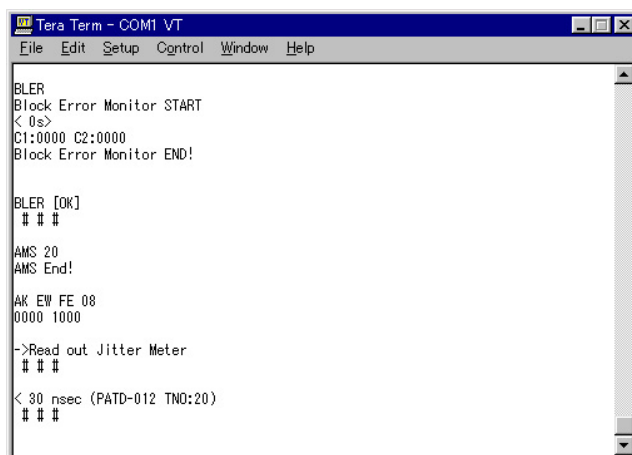 Tera Term - COM1 VT
File Edit Setup Control Window Help
BLER
Block Error Monitor START
< 0s>
C1:0000 C2:0000
Block Error Monitor END!
BLER [OK]
# # #
AMS 20
AMS End!
AK EW FE 08
0000 1000
->Read out Jitter Meter
# # #
< 30 nsec (PATD-012 TNO:20)
# # #